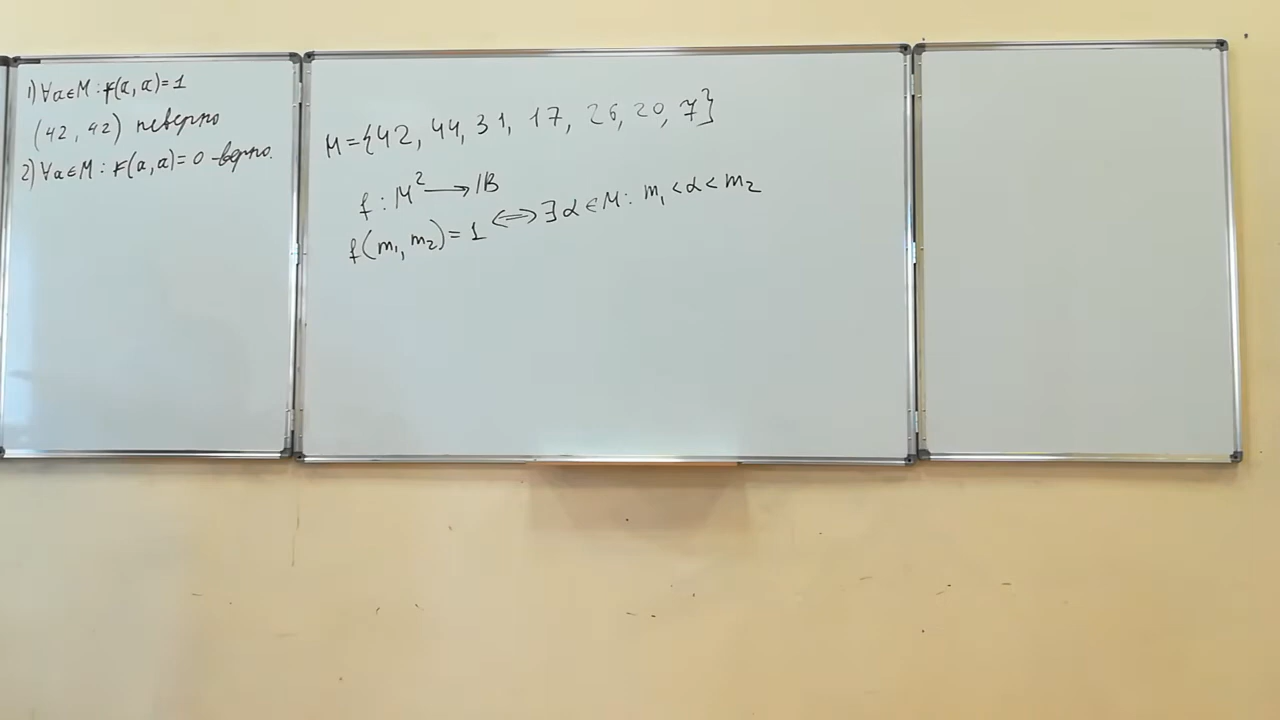 1) ∀a∈M : f(a, a) = 1
(42, 42) неверно
2) ∀a∈M : f(a, a) = 0 - верно.
M = {42, 44, 31, 17, 26, 20, 7}
f : M² → IB
f(m₁, m₂) = 1 ⟺ ∃ α ∈ M : m₁ < α < m₂